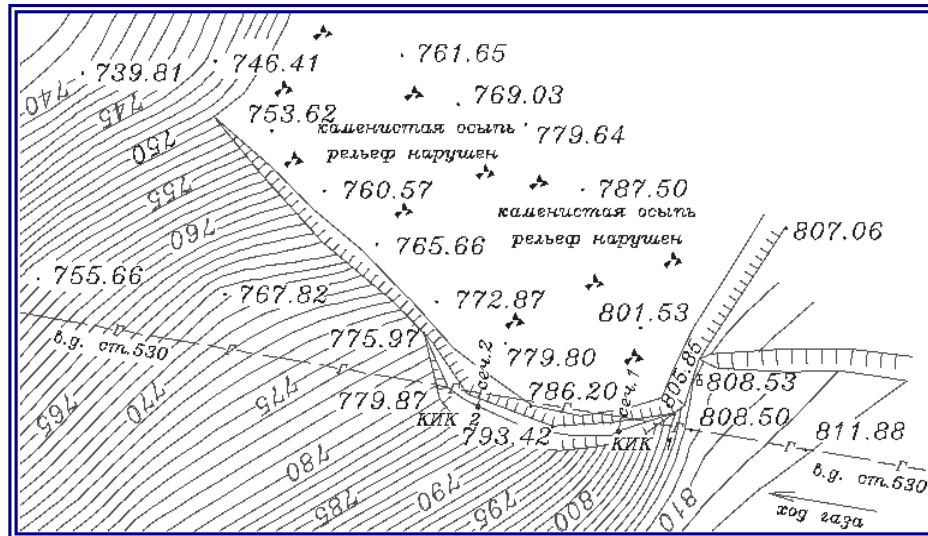 761.65
746.41
739.81
740
745
769.03
753.62
каменистая осыпь
779.64
рельеф нарушен
750
755
760.57
787.50
каменистая осыпь
рельеф нарушен
807.06
760
765.66
755.66
767.82
772.87
801.53
775.97
779.80
в.д. ст.530
сеч.2
сеч.1
805.85
786.20
808.53
779.87
КИК 2
793.42
КИК 1
808.50
811.88
765
770
775
780
785
790
795
800
810
в.д. ст.530
ход газа
Г
Г
Г
Г
Г
Г
Г